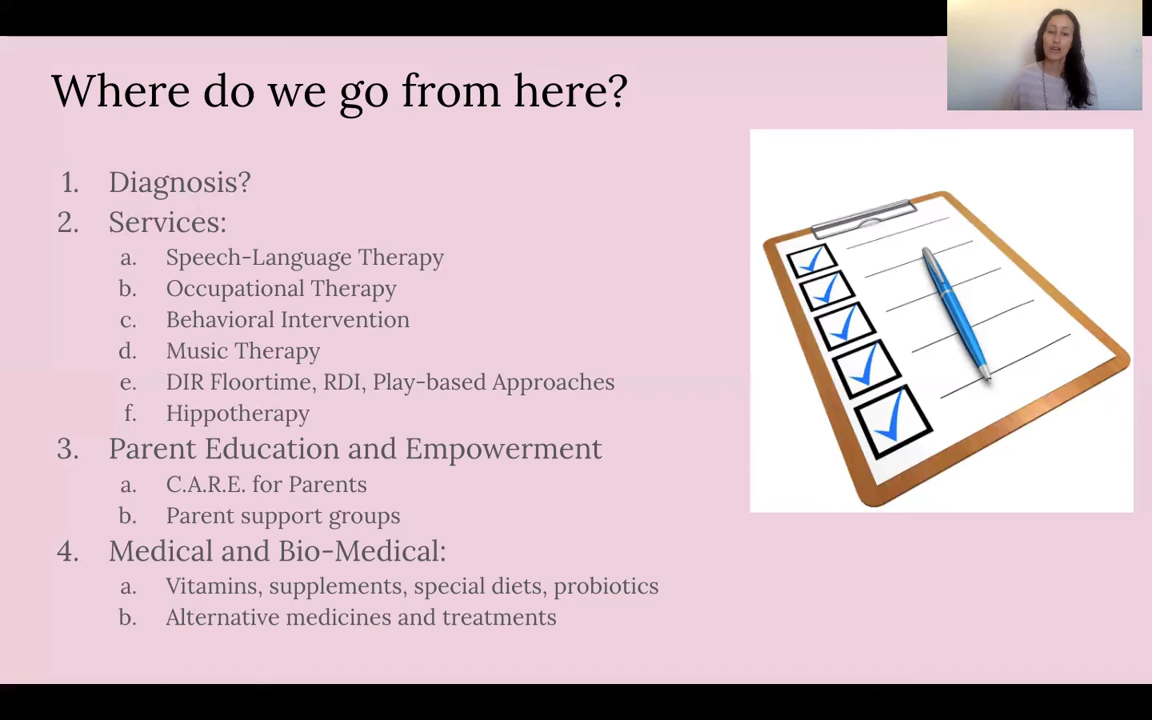 Where do we go from here?
1. Diagnosis?
2. Services:
a. Speech-Language Therapy
b. Occupational Therapy
c. Behavioral Intervention
d. Music Therapy
e. DIR Floortime, RDI, Play-based Approaches
f. Hippotherapy
3. Parent Education and Empowerment
a. C.A.R.E. for Parents
b. Parent support groups
4. Medical and Bio-Medical:
a. Vitamins, supplements, special diets, probiotics
b. Alternative medicines and treatments